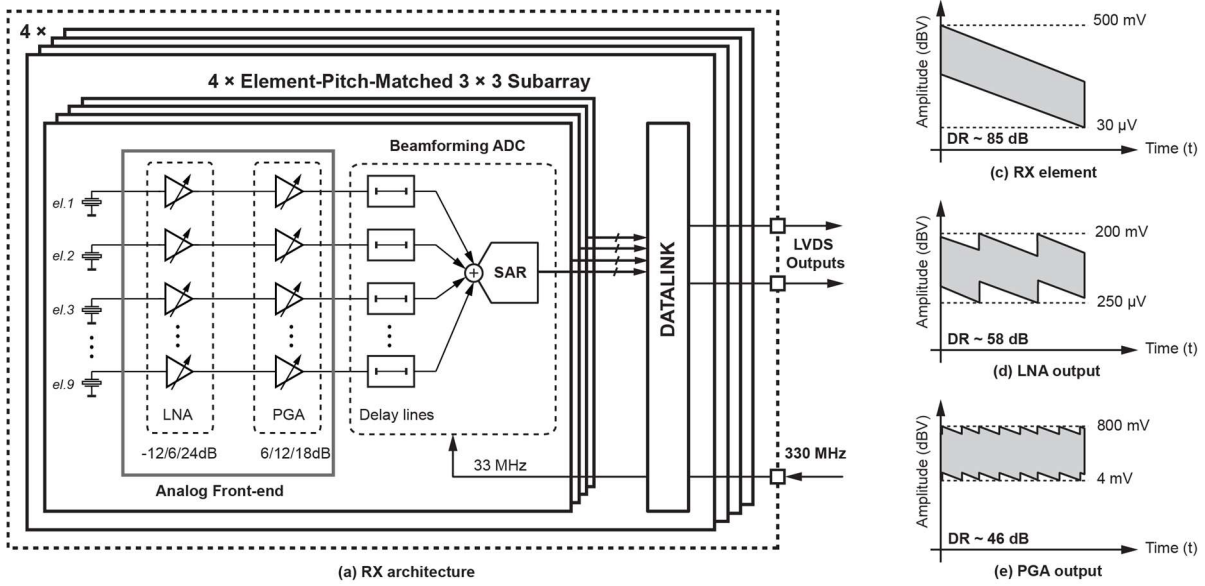 4 ×
4 × Element-Pitch-Matched 3 × 3 Subarray
Beamforming ADC
el.1
el.2
el.3
el.9
SAR
LNA
PGA
Delay lines
-12/6/24dB
6/12/18dB
Analog Front-end
33 MHz
DATALINK
LVDS
Outputs
330 MHz
(a) RX architecture
Amplitude (dBV)
500 mV
30 µV
DR ~ 85 dB
Time (t)
(c) RX element
Amplitude (dBV)
200 mV
250 µV
DR ~ 58 dB
Time (t)
(d) LNA output
Amplitude (dBV)
800 mV
4 mV
DR ~ 46 dB
Time (t)
(e) PGA output